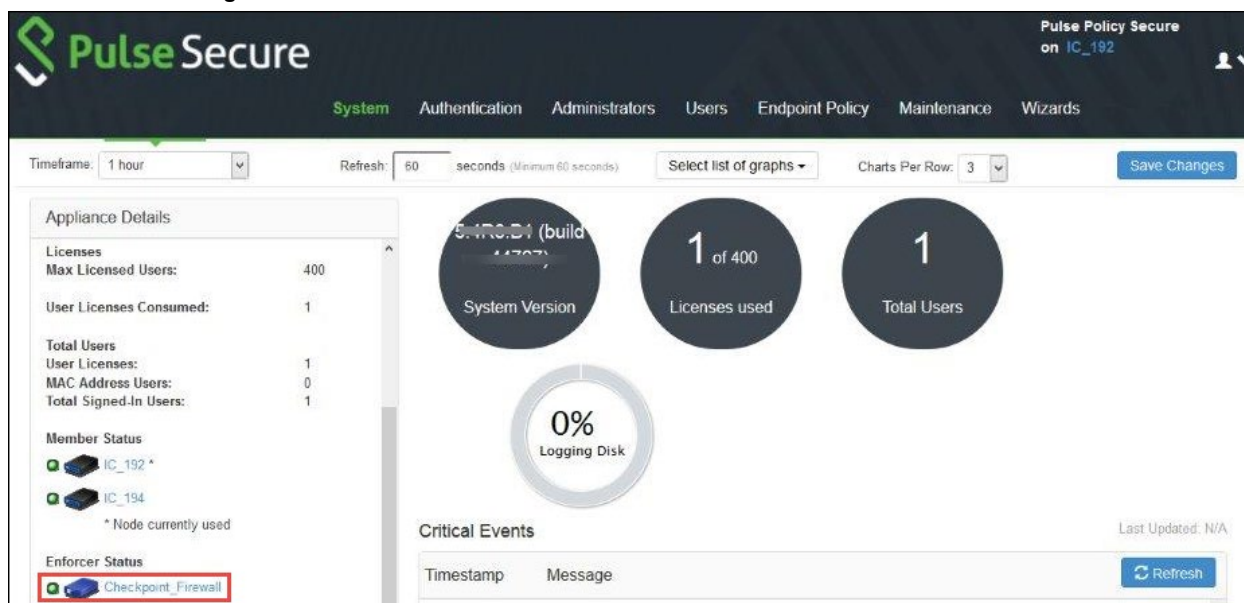 Pulse Secure
Pulse Policy Secure
on IC_192
System Authentication Administrators Users Endpoint Policy Maintenance Wizards
Timeframe: 1 hour Refresh: 60 seconds (Minimum 60 seconds) Select list of graphs Charts Per Row: 3 Save Changes
Appliance Details
Licenses
Max Licensed Users: 400
User Licenses Consumed: 1
Total Users
User Licenses: 1
MAC Address Users: 0
Total Signed-In Users: 1
Member Status
IC_192 *
IC_194
* Node currently used
Enforcer Status
Checkpoint_Firewall
(build
System Version
1 of 400
Licenses used
1
Total Users
0%
Logging Disk
Critical Events Last Updated: N/A
Timestamp Message Refresh